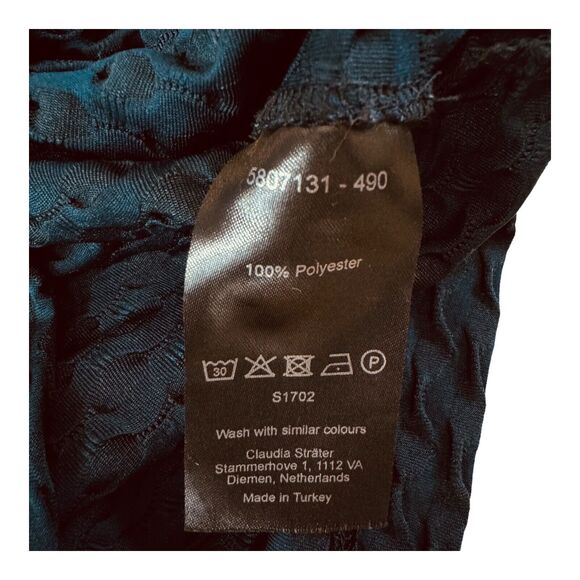 5807131 - 490
100% Polyester
30 P
S1702
Wash with similar colours
Claudia Sträter
Stammerhove 1, 1112 VA
Diemen, Netherlands
Made in Turkey